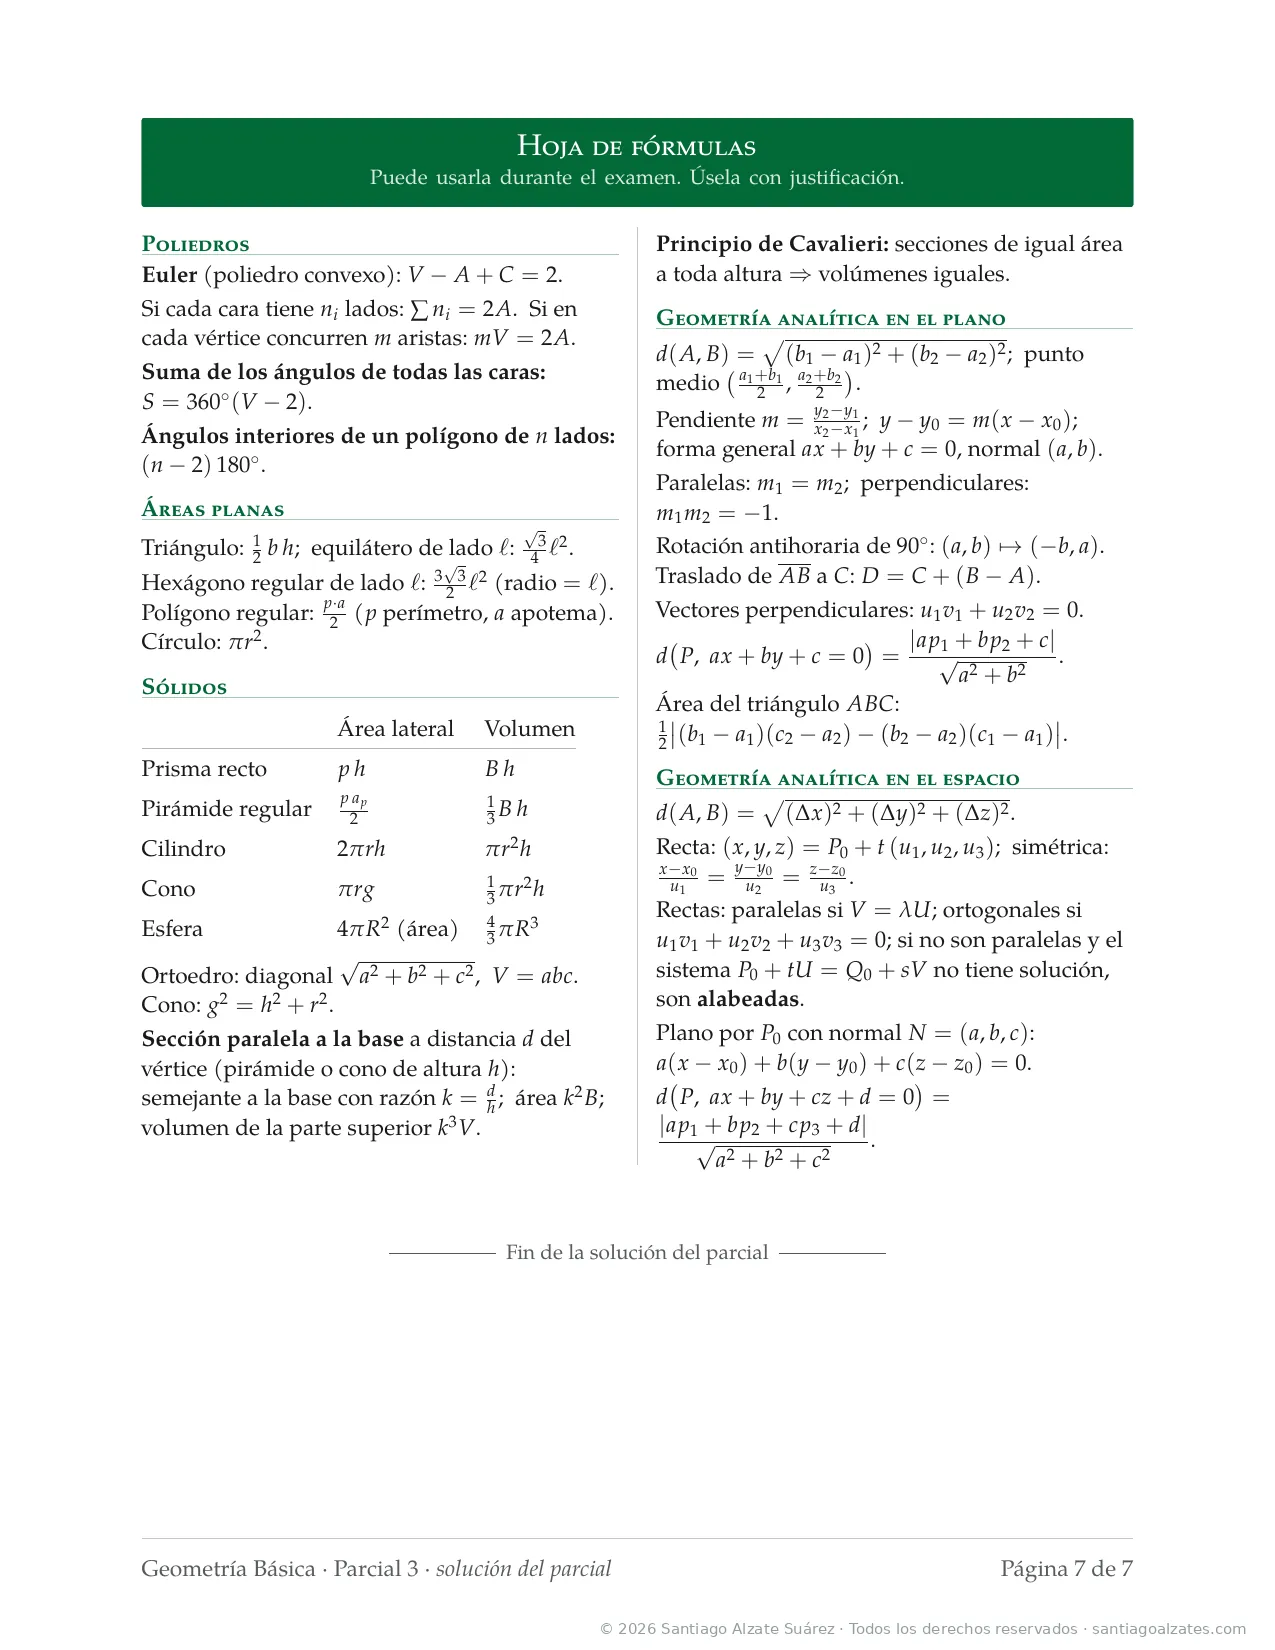 Hoja de fórmulas
Puede usarla durante el examen. Úsela con justificación.
Poliedros
Euler (poliedro convexo): V − A + C = 2.
Si cada cara tiene n_i lados: ∑ n_i = 2A. Si en
cada vértice concurren m aristas: mV = 2A.
Suma de los ángulos de todas las caras:
S = 360°(V − 2).
Ángulos interiores de un polígono de n lados:
(n − 2) 180°.
Áreas planas
Triángulo: 1/2 b h; equilátero de lado ℓ: √3/4 ℓ².
Hexágono regular de lado ℓ: 3√3/2 ℓ² (radio = ℓ).
Polígono regular: p·a/2 (p perímetro, a apotema).
Círculo: πr².
Sólidos
Área lateral Volumen
Prisma recto p h B h
Pirámide regular p a_p/2 1/3 B h
Cilindro 2πrh πr²h
Cono πrg 1/3 πr²h
Esfera 4πR² (área) 4/3 πR³
Ortoedro: diagonal √(a² + b² + c²), V = abc.
Cono: g² = h² + r².
Sección paralela a la base a distancia d del
vértice (pirámide o cono de altura h):
semejante a la base con razón k = d/h; área k²B;
volumen de la parte superior k³V.
Principio de Cavalieri: secciones de igual área
a toda altura ⇒ volúmenes iguales.
Geometría analítica en el plano
d(A, B) = √((b₁ − a₁)² + (b₂ − a₂)²); punto
medio ((a₁+b₁)/2, (a₂+b₂)/2).
Pendiente m = (y₂−y₁)/(x₂−x₁); y − y₀ = m(x − x₀);
forma general ax + by + c = 0, normal (a, b).
Paralelas: m₁ = m₂; perpendiculares:
m₁m₂ = −1.
Rotación antihoraria de 90°: (a, b) ↦ (−b, a).
Traslado de A̅B̅ a C: D = C + (B − A).
Vectores perpendiculares: u₁v₁ + u₂v₂ = 0.
d(P, ax + by + c = 0) = |ap₁ + bp₂ + c| / √(a² + b²).
Área del triángulo ABC:
1/2 |(b₁ − a₁)(c₂ − a₂) − (b₂ − a₂)(c₁ − a₁)|.
Geometría analítica en el espacio
d(A, B) = √((Δx)² + (Δy)² + (Δz)²).
Recta: (x, y, z) = P₀ + t (u₁, u₂, u₃); simétrica:
(x−x₀)/u₁ = (y−y₀)/u₂ = (z−z₀)/u₃.
Rectas: paralelas si V = λU; ortogonales si
u₁v₁ + u₂v₂ + u₃v₃ = 0; si no son paralelas y el
sistema P₀ + tU = Q₀ + sV no tiene solución,
son alabeadas.
Plano por P₀ con normal N = (a, b, c):
a(x − x₀) + b(y − y₀) + c(z − z₀) = 0.
d(P, ax + by + cz + d = 0) =
|ap₁ + bp₂ + cp₃ + d| / √(a² + b² + c²).
Fin de la solución del parcial
Geometría Básica · Parcial 3 · solución del parcial Página 7 de 7
© 2026 Santiago Alzate Suárez · Todos los derechos reservados · santiagoalzates.com